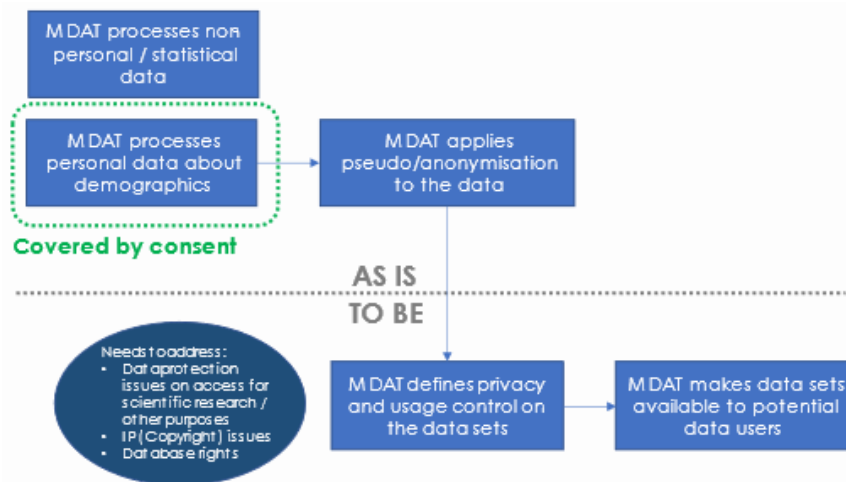 MDAT processes non
personal / statistical
data
MDAT processes
personal data about
demographics
MDAT applies
pseudo/anonymisation
to the data
Covered by consent
AS IS
TO BE
Needs to address:
• Data protection
issues on access for
scientific research /
other purposes
• IP (Copyright) issues
• Database rights
MDAT defines privacy
and usage control on
the data sets
MDAT makes data sets
available to potential
data users